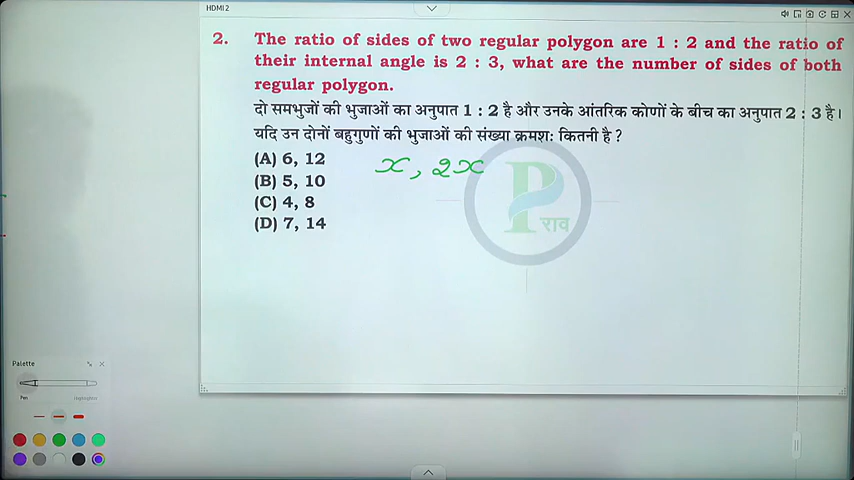 HDMI 2
2. The ratio of sides of two regular polygon are 1 : 2 and the ratio of
their internal angle is 2 : 3, what are the number of sides of both
regular polygon.
दो समभुजों की भुजाओं का अनुपात 1 : 2 है और उनके आंतरिक कोणों के बीच का अनुपात 2 : 3 है।
यदि उन दोनों बहुगुणों की भुजाओं की संख्या क्रमशः कितनी है ?
(A) 6, 12
x, 2x
(B) 5, 10
(C) 4, 8
(D) 7, 14
P
राव
Palette
Pen
Highlighter